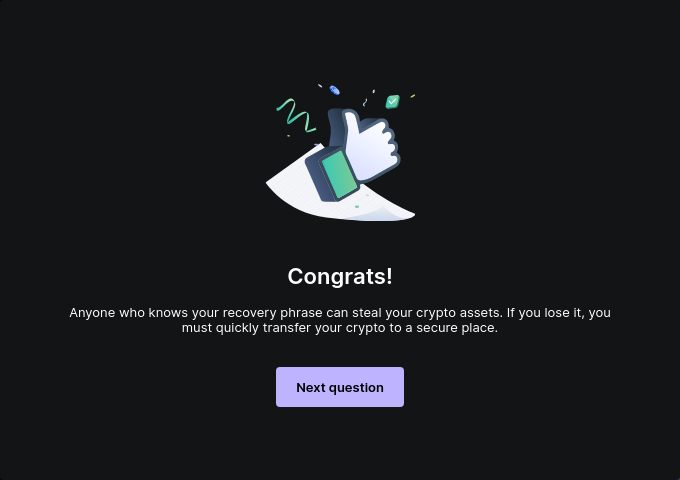 Congrats!
Anyone who knows your recovery phrase can steal your crypto assets. If you lose it, you
must quickly transfer your crypto to a secure place.
Next question